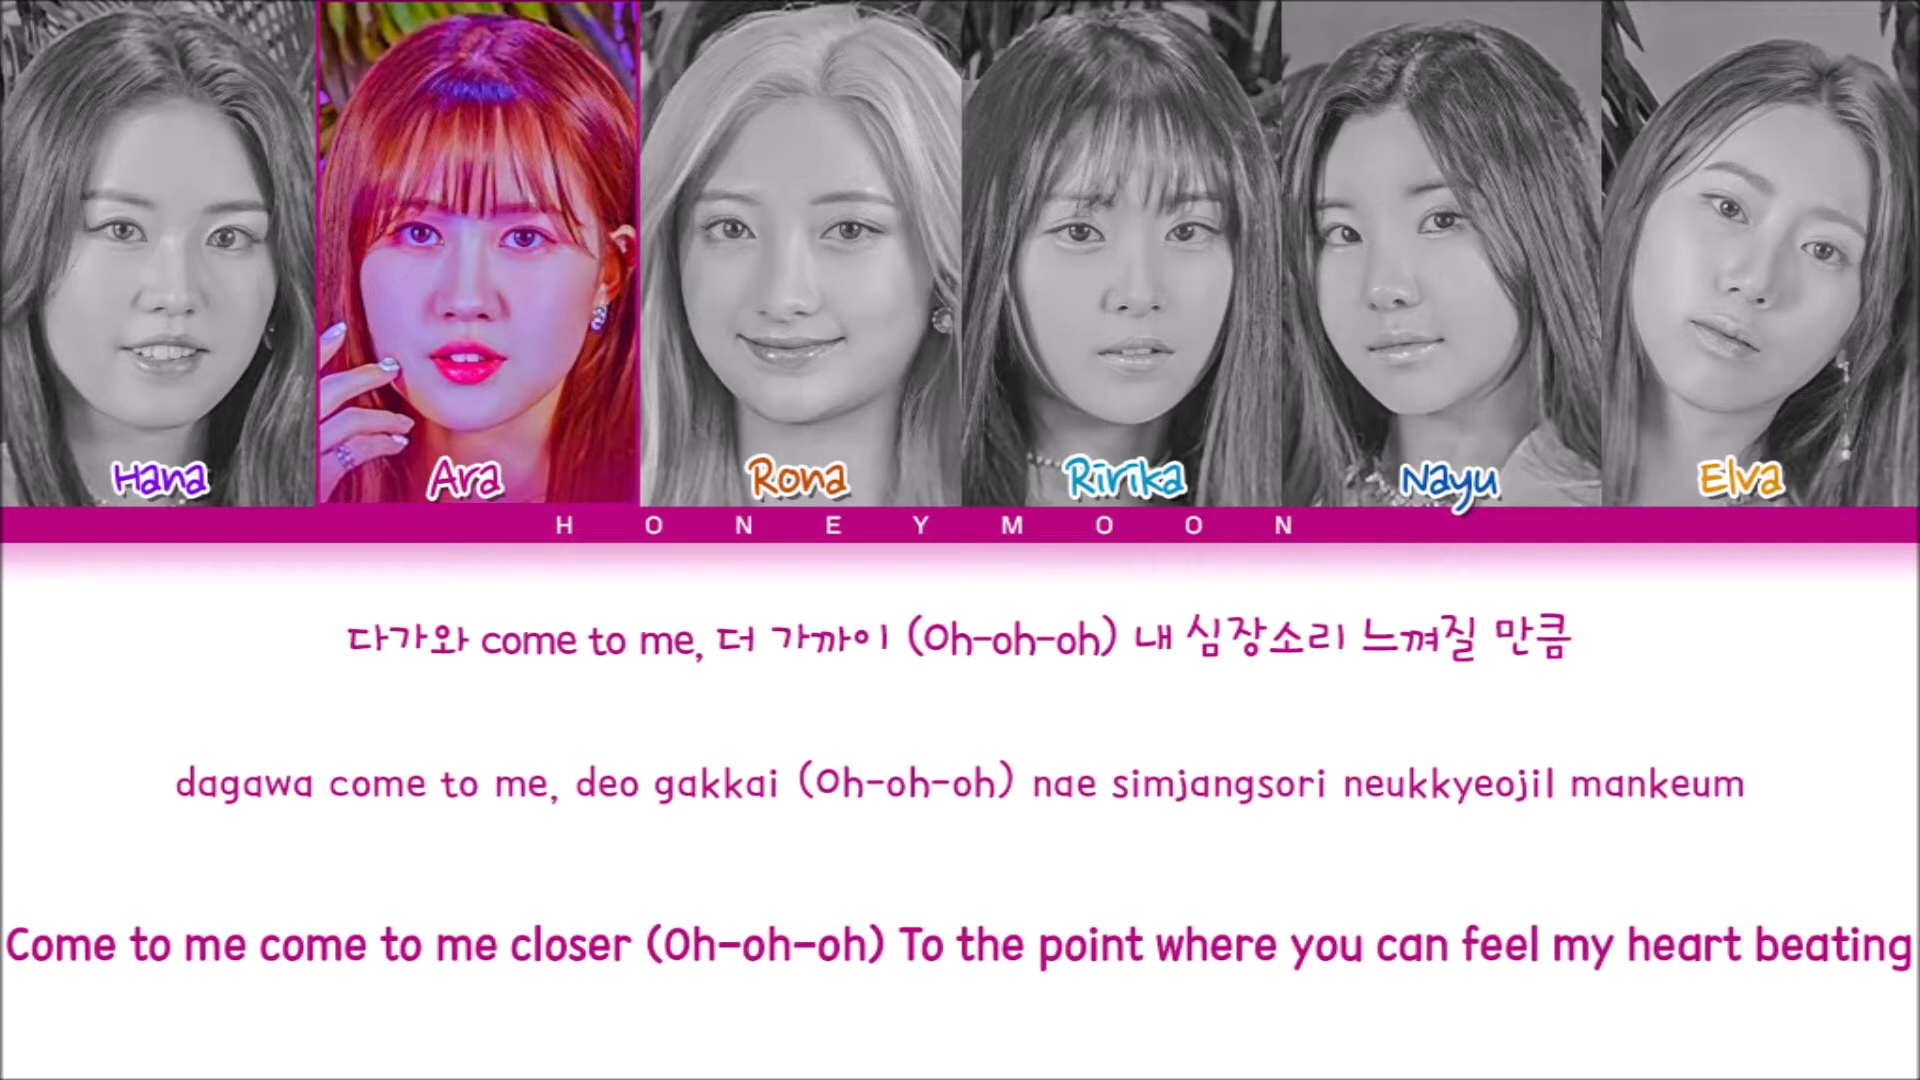 Hana
Ara
Rona
Ririka
Nayu
Elva
HONEYMOON
다가와 come to me, 더 가까이 (Oh-oh-oh) 내 심장소리 느껴질 만큼
dagawa come to me, deo gakkai (Oh-oh-oh) nae simjangsori neukkyeojil mankeum
Come to me come to me closer (Oh-oh-oh) To the point where you can feel my heart beating